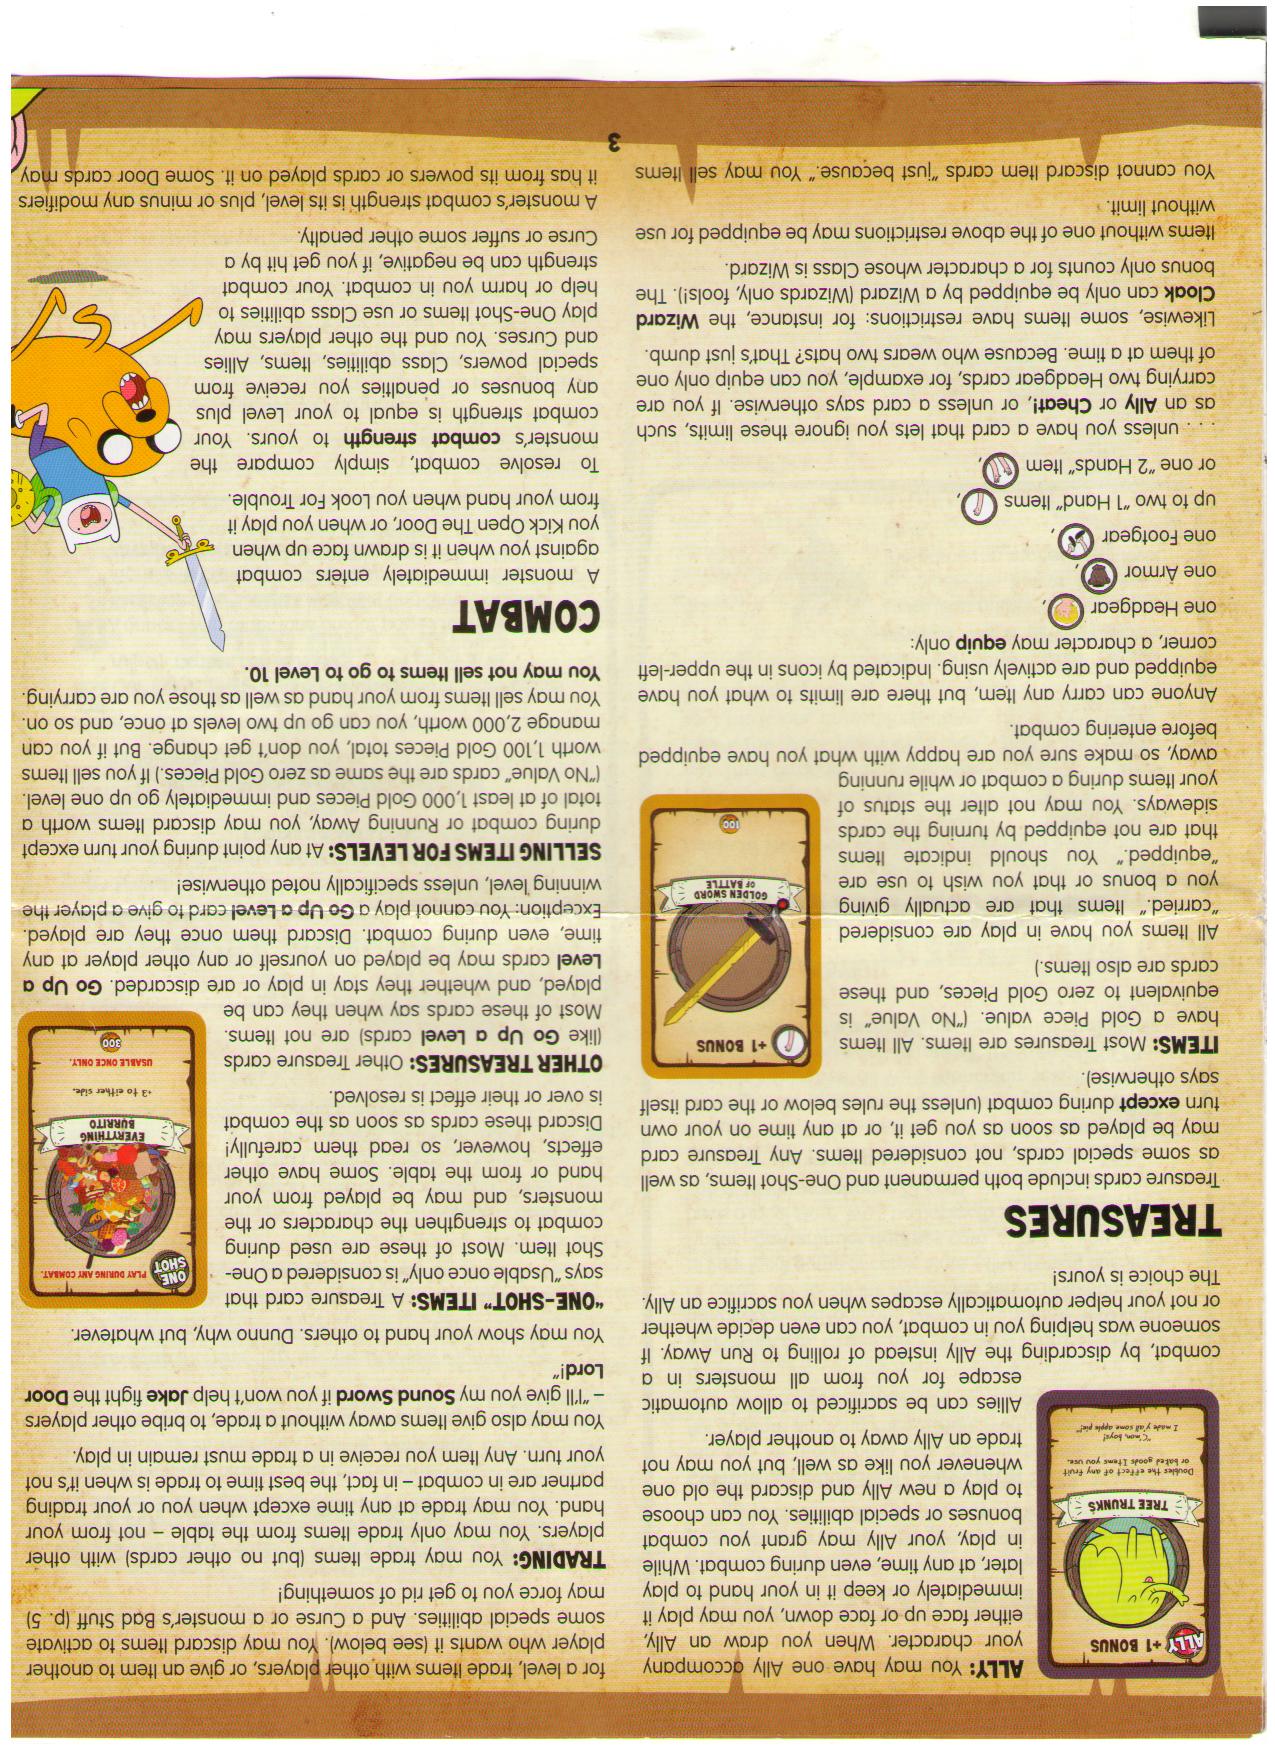 ALLY +1 BONUS
TREE TRUNKS
Doubles the effect of any fruit
or baked goods Items you use.
"C'mon, boys!
I made y'all some apple pie!"
ALLY: You may have one Ally accompany
your character. When you draw an Ally,
either face up or face down, you may play it
immediately or keep it in your hand to play
later, at any time, even during combat. While
in play, your Ally may grant you combat
bonuses or special abilities. You can choose
to play a new Ally and discard the old one
whenever you like as well, but you may not
trade an Ally away to another player.
Allies can be sacrificed to allow automatic
escape for you from all monsters in a
combat, by discarding the Ally instead of rolling to Run Away. If
someone was helping you in combat, you can even decide whether
or not your helper automatically escapes when you sacrifice an Ally.
The choice is yours!
TREASURES
Treasure cards include both permanent and One-Shot Items, as well
as some special cards, not considered Items. Any Treasure card
may be played as soon as you get it, or at any time on your own
turn except during combat (unless the rules below or the card itself
says otherwise).
ITEMS: Most Treasures are Items. All Items
have a Gold Piece value. ("No Value" is
equivalent to zero Gold Pieces, and these
cards are also Items.)
All Items you have in play are considered
"carried." Items that are actually giving
you a bonus or that you wish to use are
"equipped." You should indicate Items
that are not equipped by turning the cards
sideways. You may not alter the status of
your Items during a combat or while running
away, so make sure you are happy with what you have equipped
before entering combat.
+1 BONUS
GOLDEN SWORD
OF BATTLE
100
Anyone can carry any Item, but there are limits to what you have
equipped and are actively using. Indicated by icons in the upper-left
corner, a character may equip only:
one Headgear ,
one Armor ,
one Footgear ,
up to two "1 Hand" Items ,
or one "2 Hands" Item ,
. . . unless you have a card that lets you ignore these limits, such
as an Ally or Cheat!, or unless a card says otherwise. If you are
carrying two Headgear cards, for example, you can equip only one
of them at a time. Because who wears two hats? That's just dumb.
Likewise, some Items have restrictions: for instance, the Wizard
Cloak can only be equipped by a Wizard (Wizards only, fools!). The
bonus only counts for a character whose Class is Wizard.
Items without one of the above restrictions may be equipped for use
without limit.
You cannot discard Item cards "just because." You may sell Items
for a level, trade Items with other players, or give an Item to another
player who wants it (see below). You may discard Items to activate
some special abilities. And a Curse or a monster's Bad Stuff (p. 5)
may force you to get rid of something!
TRADING: You may trade Items (but no other cards) with other
players. You may only trade Items from the table – not from your
hand. You may trade at any time except when you or your trading
partner are in combat – in fact, the best time to trade is when it's not
your turn. Any Item you receive in a trade must remain in play.
You may also give Items away without a trade, to bribe other players
– "I'll give you my Sound Sword if you won't help Jake fight the Door
Lord!"
You may show your hand to others. Dunno why, but whatever.
"ONE-SHOT" ITEMS: A Treasure card that
says "Usable once only" is considered a One-
Shot Item. Most of these are used during
combat to strengthen the characters or the
monsters, and may be played from your
hand or from the table. Some have other
effects, however, so read them carefully!
Discard these cards as soon as the combat
is over or their effect is resolved.
ONE
SHOT
PLAY DURING ANY COMBAT.
EVERYTHING
BURRITO
+3 to either side.
USABLE ONCE ONLY.
300
OTHER TREASURES: Other Treasure cards
(like Go Up a Level cards) are not Items.
Most of these cards say when they can be
played, and whether they stay in play or are discarded. Go Up a
Level cards may be played on yourself or any other player at any
time, even during combat. Discard them once they are played.
Exception: You cannot play a Go Up a Level card to give a player the
winning level, unless specifically noted otherwise!
SELLING ITEMS FOR LEVELS: At any point during your turn except
during combat or Running Away, you may discard Items worth a
total of at least 1,000 Gold Pieces and immediately go up one level.
("No Value" cards are the same as zero Gold Pieces.) If you sell Items
worth 1,100 Gold Pieces total, you don't get change. But if you can
manage 2,000 worth, you can go up two levels at once, and so on.
You may sell Items from your hand as well as those you are carrying.
You may not sell Items to go to Level 10.
COMBAT
A monster immediately enters combat
against you when it is drawn face up when
you Kick Open The Door, or when you play it
from your hand when you Look For Trouble.
To resolve combat, simply compare the
monster's combat strength to yours. Your
combat strength is equal to your Level plus
any bonuses or penalties you receive from
special powers, Class abilities, Items, Allies
and Curses. You and the other players may
play One-Shot Items or use Class abilities to
help or harm you in combat. Your combat
strength can be negative, if you get hit by a
Curse or suffer some other penalty.
A monster's combat strength is its level, plus or minus any modifiers
it has from its powers or cards played on it. Some Door cards may
3